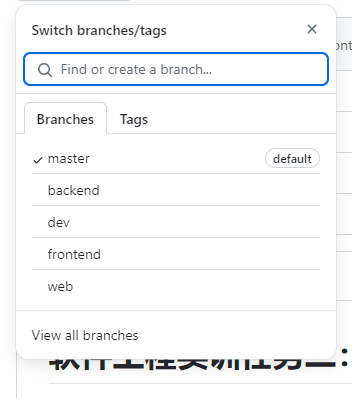 Switch branches/tags
Find or create a branch...
Branches
Tags
master
default
backend
dev
frontend
web
View all branches